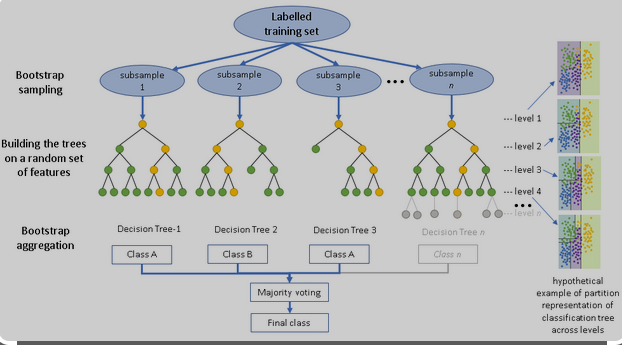 Labelled
training set
Bootstrap
sampling
subsample
1
subsample
2
subsample
3
subsample
n
Building the trees
on a random set
of features
level 1
level 2
level 3
level 4
level n
Bootstrap
aggregation
Decision Tree-1
Decision Tree 2
Decision Tree 3
Decision Tree n
Class A
Class B
Class A
Class n
Majority voting
Final class
hypothetical
example of partition
representation of
classification tree
across levels